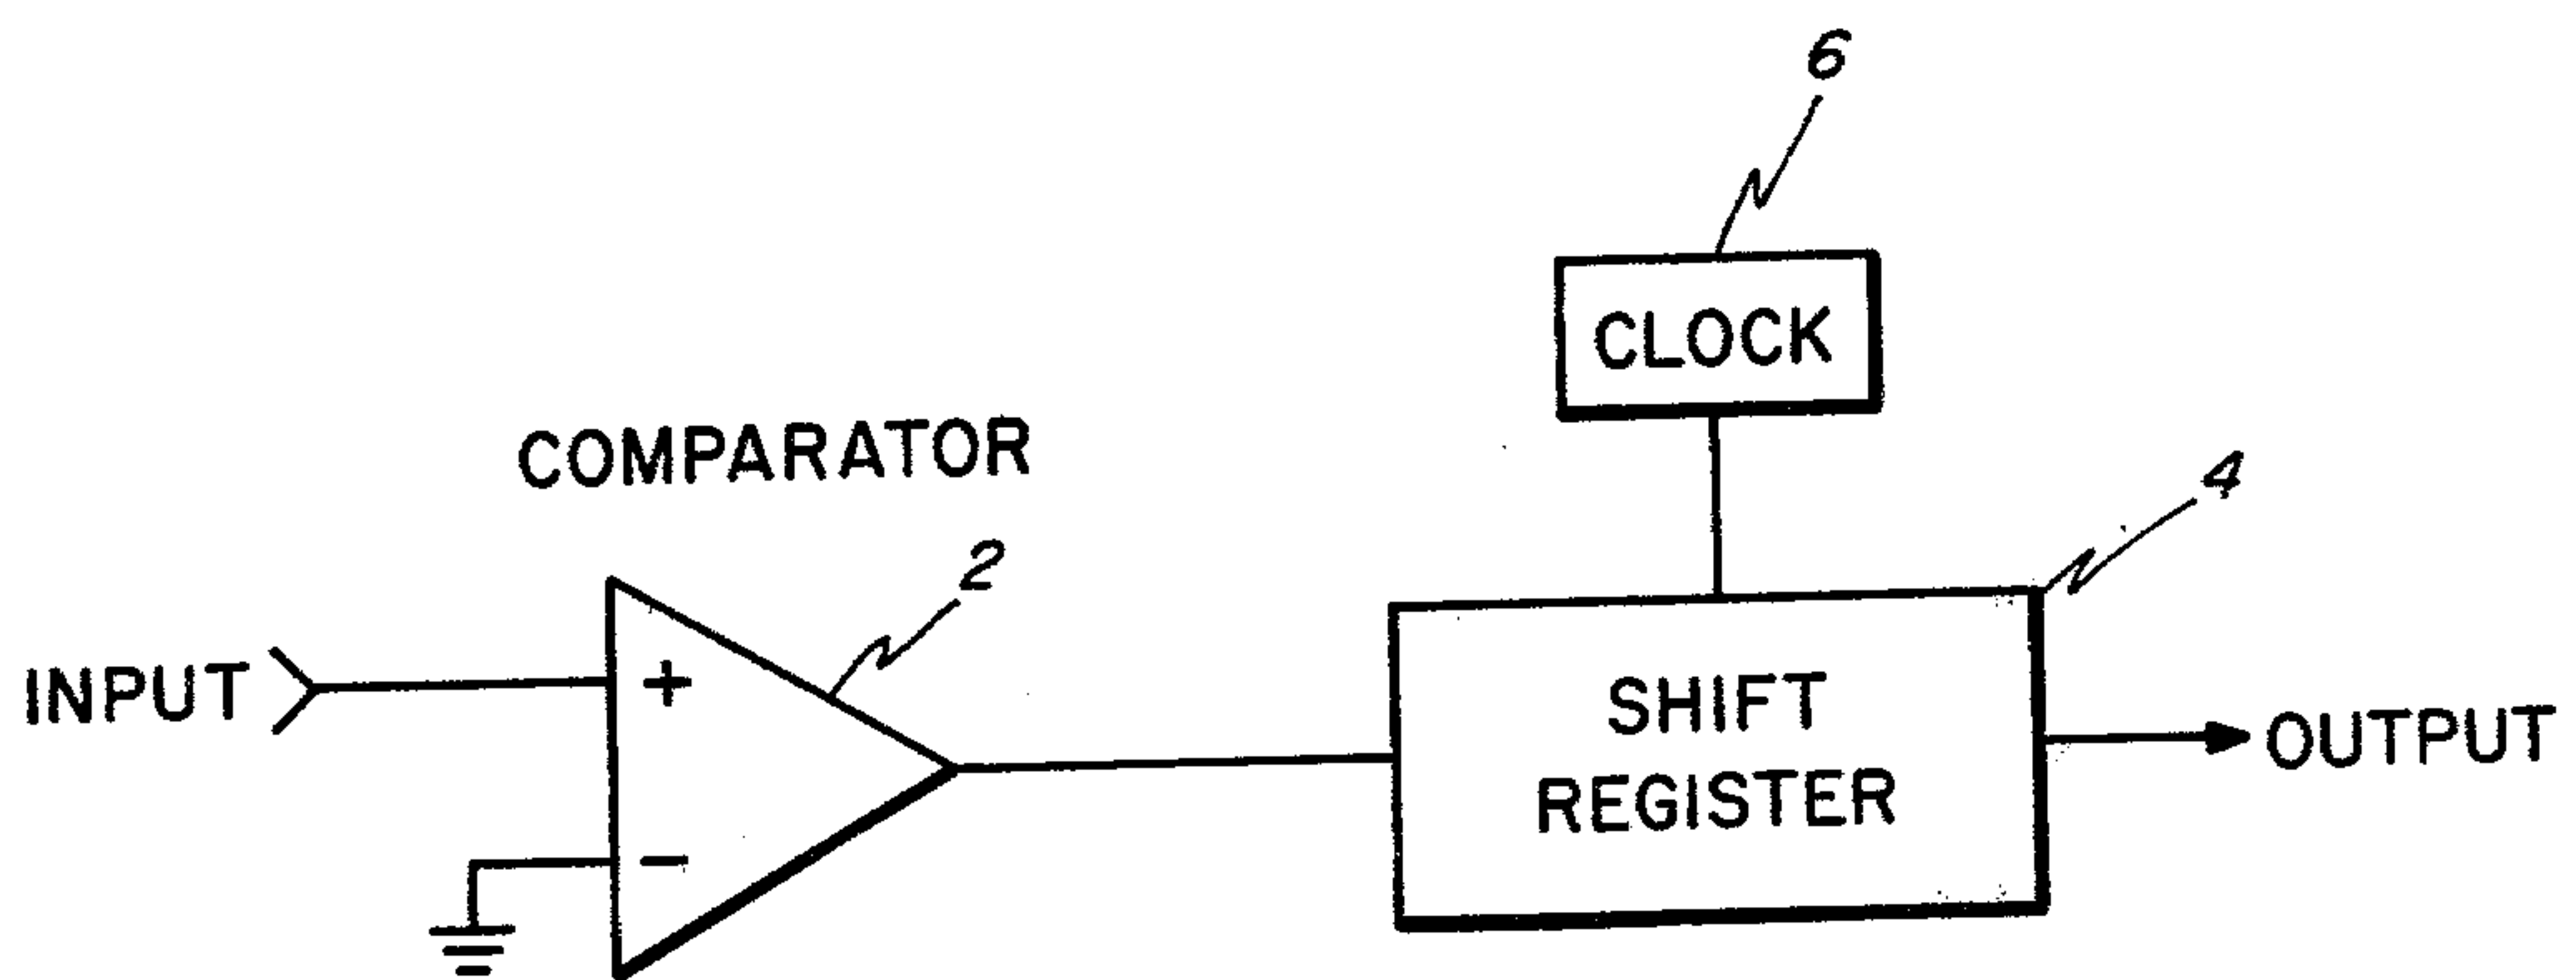 6
CLOCK
COMPARATOR
4
2
INPUT
+
SHIFT
REGISTER
OUTPUT
-